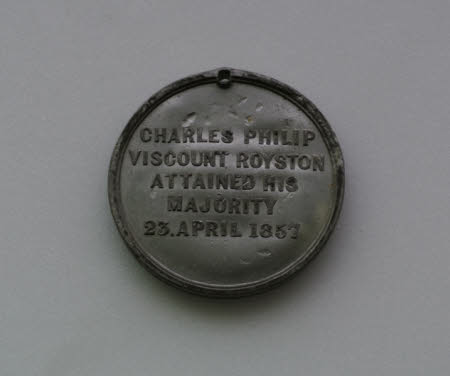 CHARLES PHILIP
VISCOUNT ROYSTON
ATTAINED HIS
MAJORITY
23.APRIL 1857